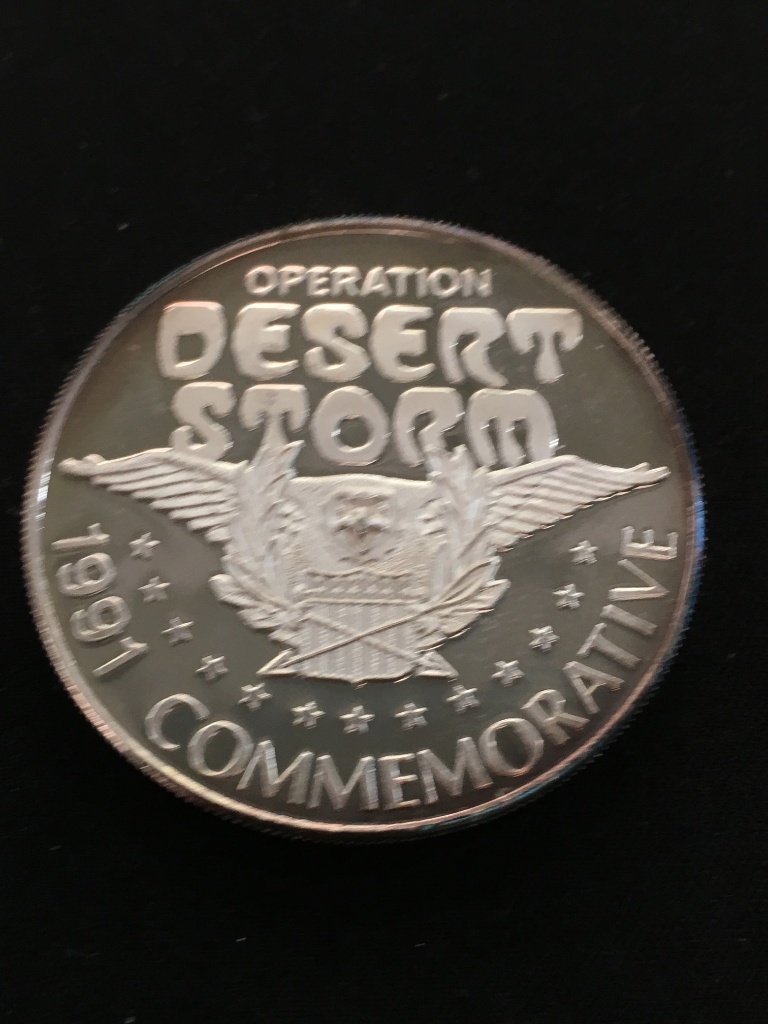 OPERATION
DESERT
STORM
1991 COMMEMORATIVE